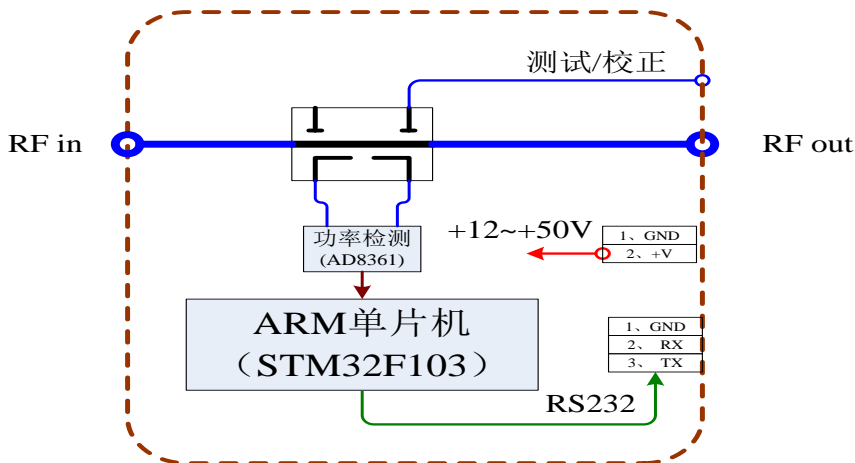 测试/校正
RF in
RF out
功率检测
(AD8361)
+12~+50V
1、GND
2、+V
ARM单片机
（STM32F103）
1、GND
2、 RX
3、 TX
RS232